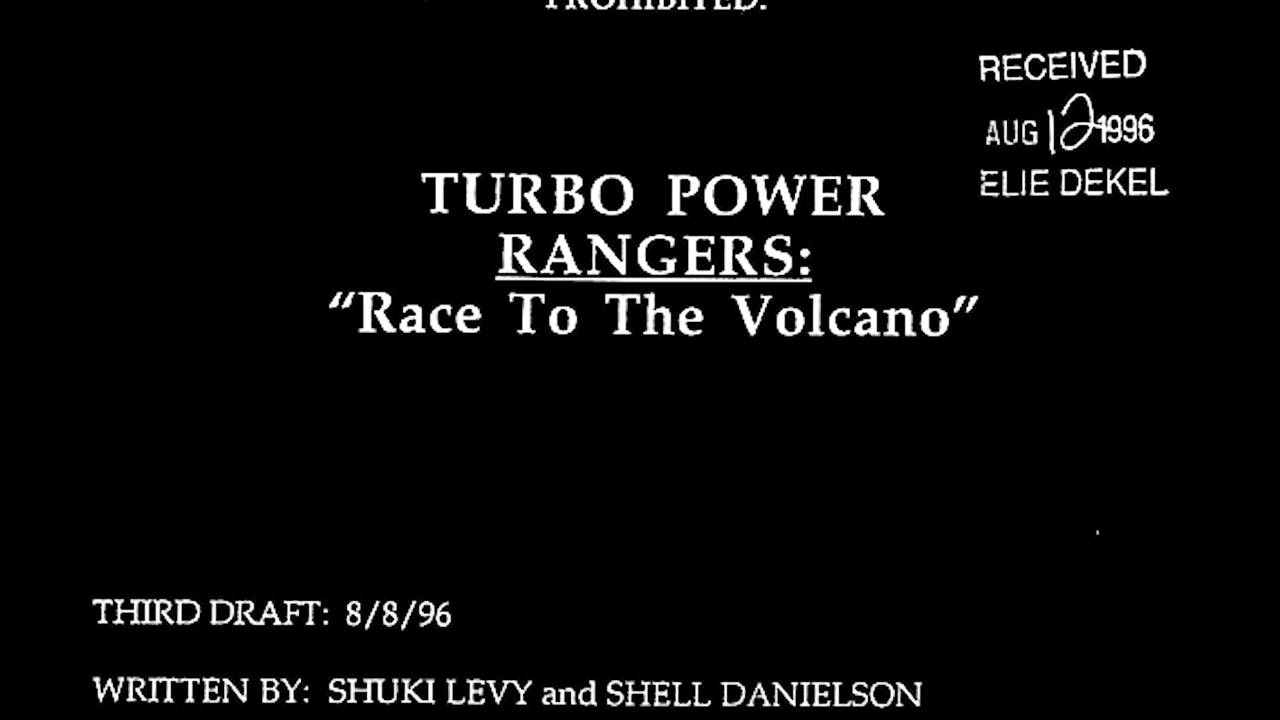 PROHIBITED.
RECEIVED
AUG 12 1996
ELIE DEKEL
TURBO POWER
RANGERS:
“Race To The Volcano”
THIRD DRAFT: 8/8/96
WRITTEN BY: SHUKI LEVY and SHELL DANIELSON